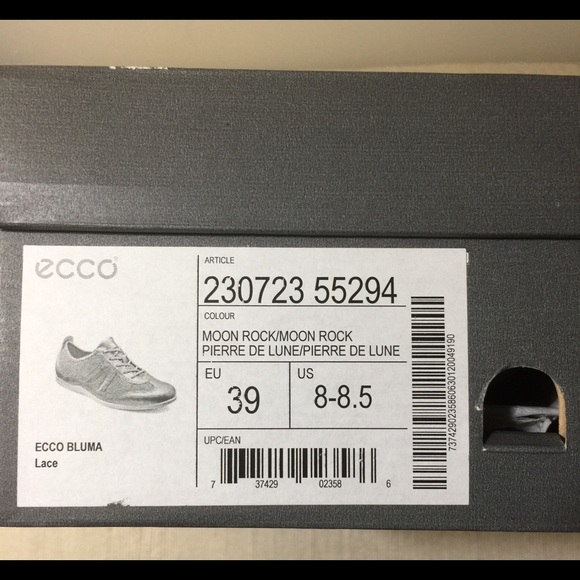 ecco
ECCO BLUMA
Lace
ARTICLE
230723 55294
COLOUR
MOON ROCK/MOON ROCK
PIERRE DE LUNE/PIERRE DE LUNE
EU
39
US
8-8.5
UPC/EAN
7 37429 02358 6
737429023586063012004919​0